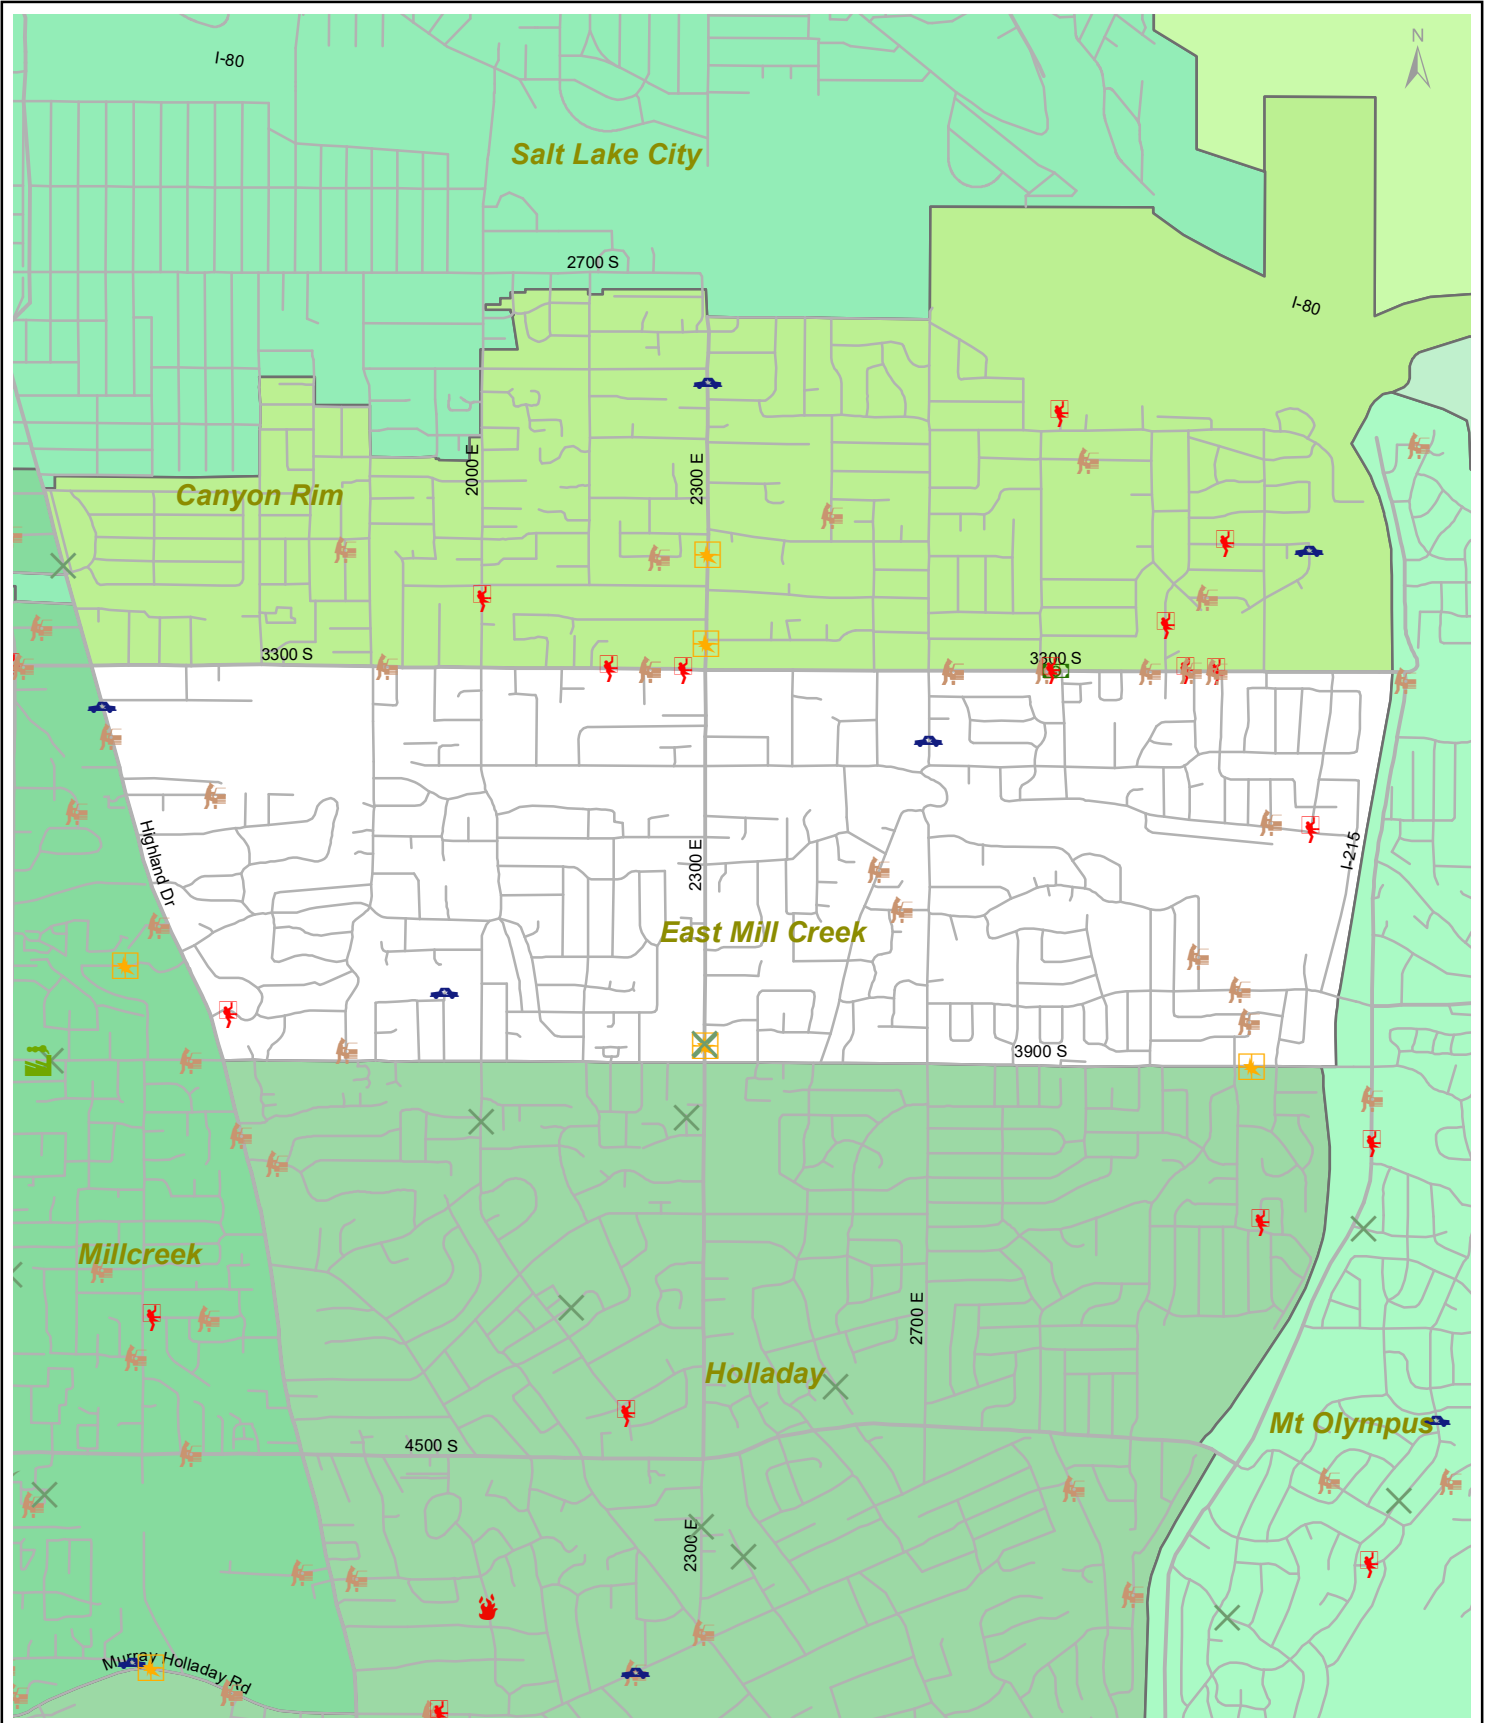 I-80
N
Salt Lake City
2700 S
I-80
2000 E
2300 E
Canyon Rim
3300 S
3300 S
Highland Dr
2300 E
I-215
East Mill Creek
3900 S
Millcreek
2700 E
Holladay
Mt Olympus
4500 S
2300 E
Murray Holladay Rd